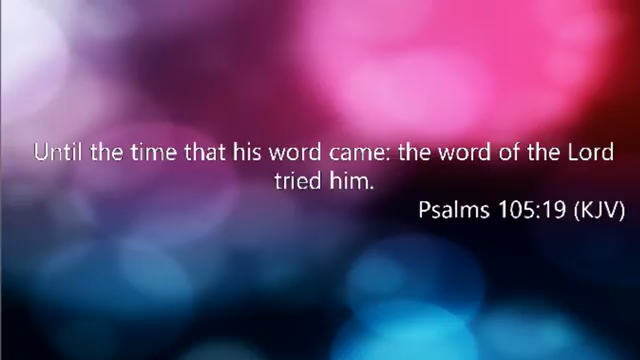 Until the time that his word came: the word of the Lord
tried him.
Psalms 105:19 (KJV)